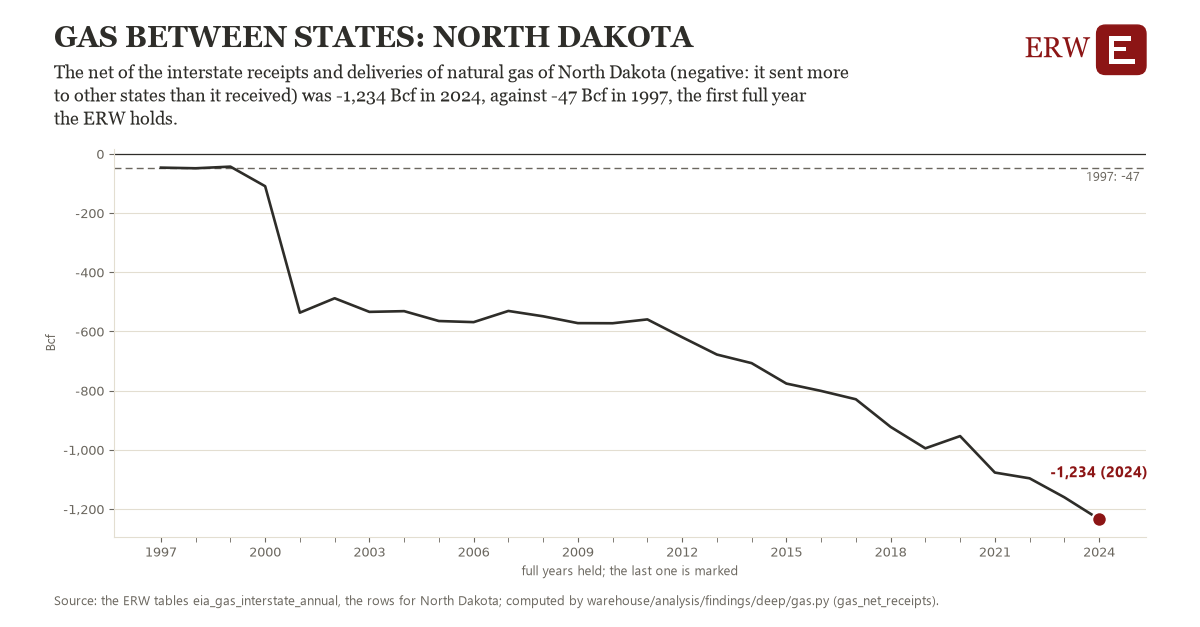 GAS BETWEEN STATES: NORTH DAKOTA
ERW E
The net of the interstate receipts and deliveries of natural gas of North Dakota (negative: it sent more
to other states than it received) was -1,234 Bcf in 2024, against -47 Bcf in 1997, the first full year
the ERW holds.
0
1997: -47
-200
-400
-600
Bcf
-800
-1,000
-1,234 (2024)
-1,200
1997 2000 2003 2006 2009 2012 2015 2018 2021 2024
full years held; the last one is marked
Source: the ERW tables eia_gas_interstate_annual, the rows for North Dakota; computed by warehouse/analysis/findings/deep/gas.py (gas_net_receipts).